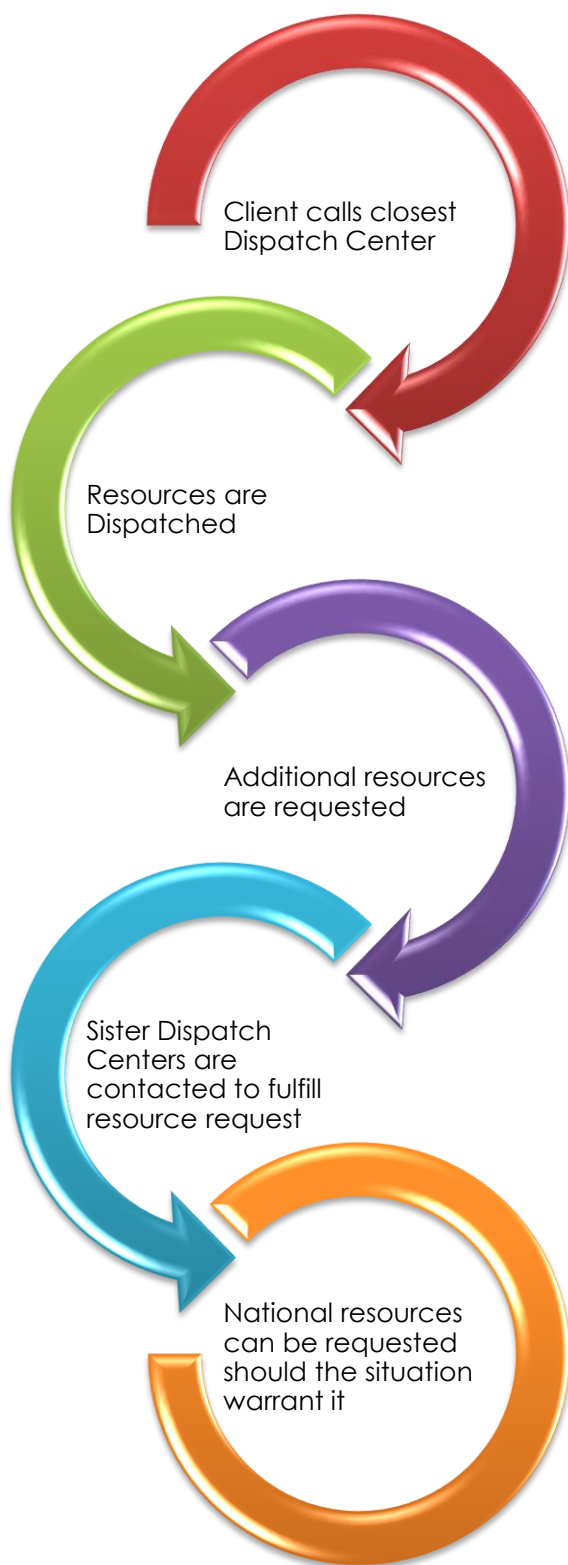 Client calls closest
Dispatch Center
Resources are
Dispatched
Additional resources
are requested
Sister Dispatch
Centers are
contacted to fulfill
resource request
National resources
can be requested
should the situation
warrant it